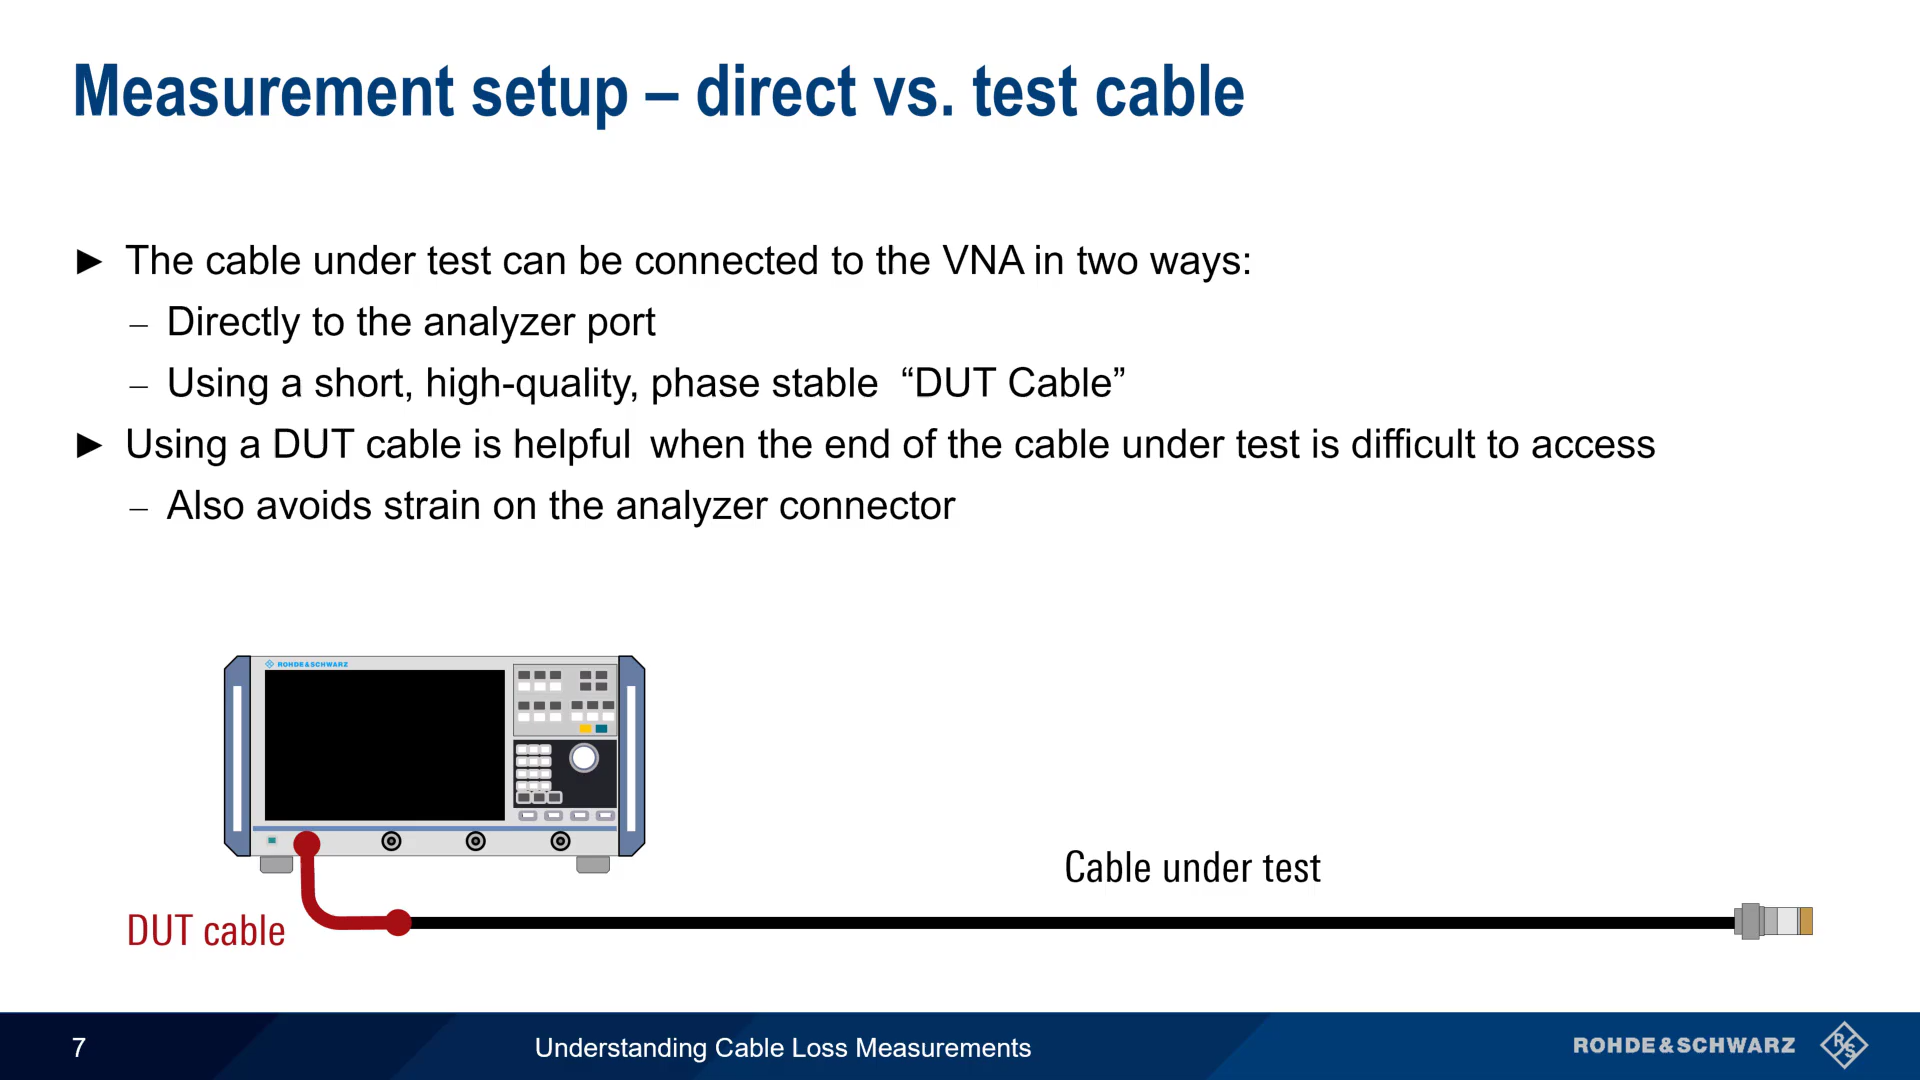 Measurement setup – direct vs. test cable
► The cable under test can be connected to the VNA in two ways:
– Directly to the analyzer port
– Using a short, high-quality, phase stable “DUT Cable”
► Using a DUT cable is helpful when the end of the cable under test is difficult to access
– Also avoids strain on the analyzer connector
ROHDE&SCHWARZ
Cable under test
DUT cable
7
Understanding Cable Loss Measurements
ROHDE&SCHWARZ
R&S